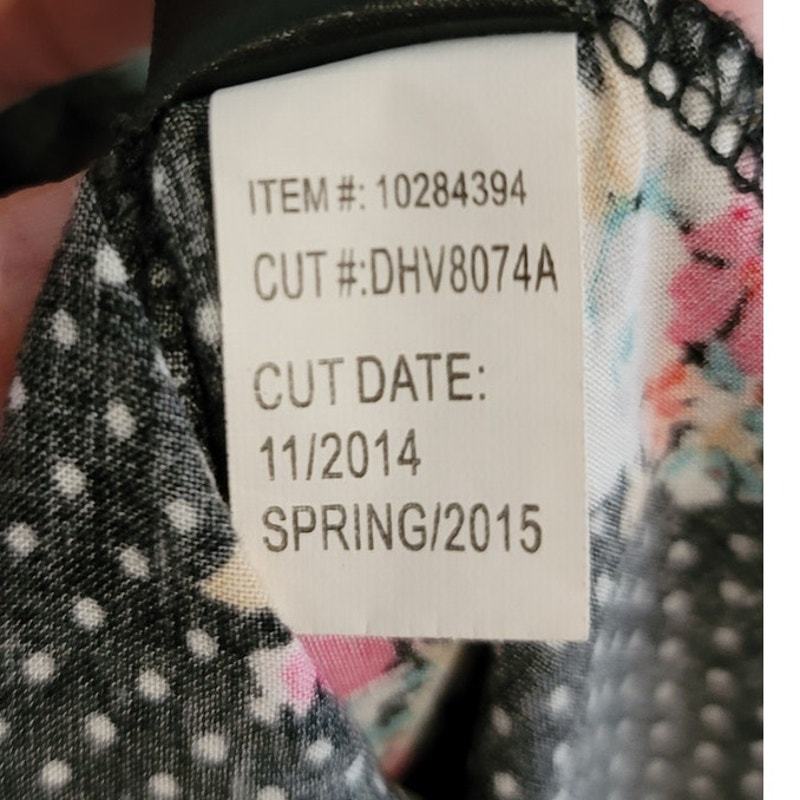 ITEM #: 10284394
CUT #:DHV8074A
CUT DATE:
11/2014
SPRING/2015